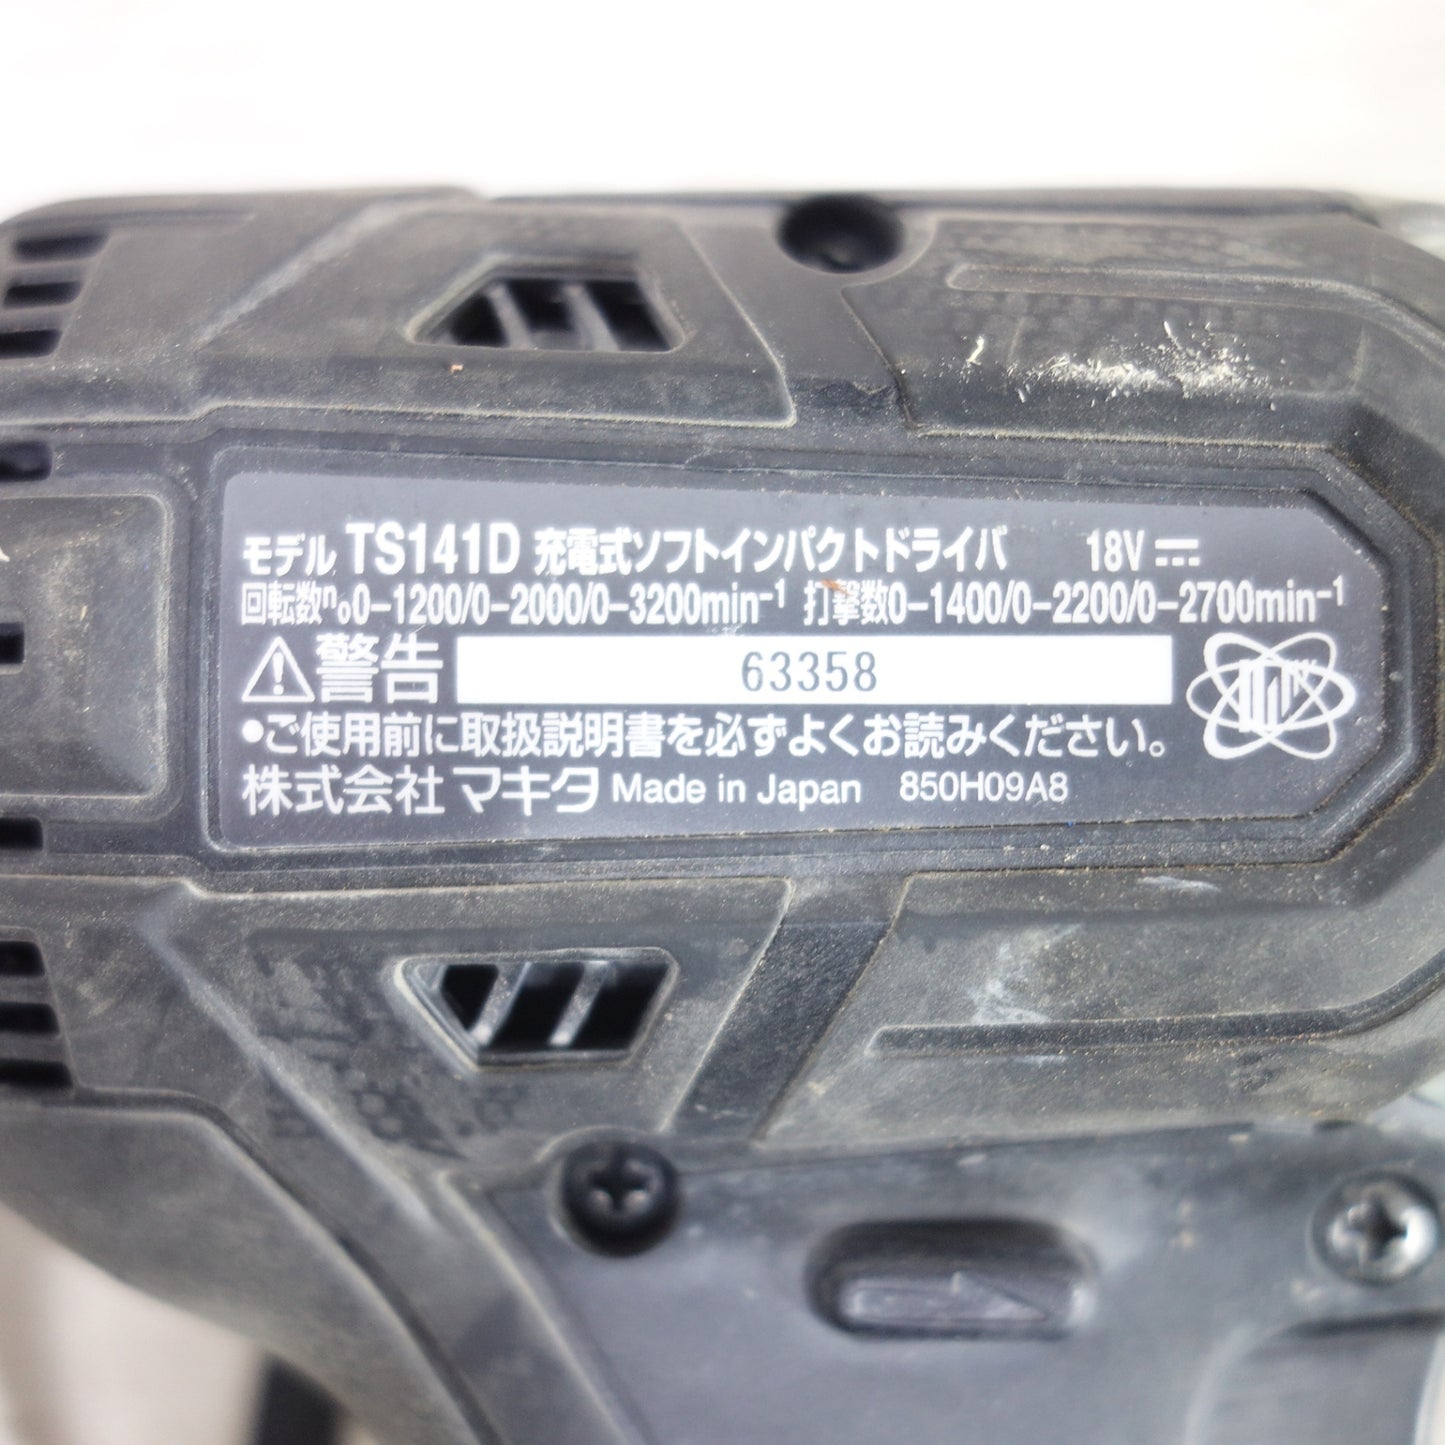 モデル TS141D 充電式ソフトインパクトドライバ 18V
回転数n₀0-1200/0-2000/0-3200min⁻¹ 打撃数0-1400/0-2200/0-2700min⁻¹
警告 63358
●ご使用前に取扱説明書を必ずよくお読みください。
株式会社 マキタ Made in Japan 850H09A8